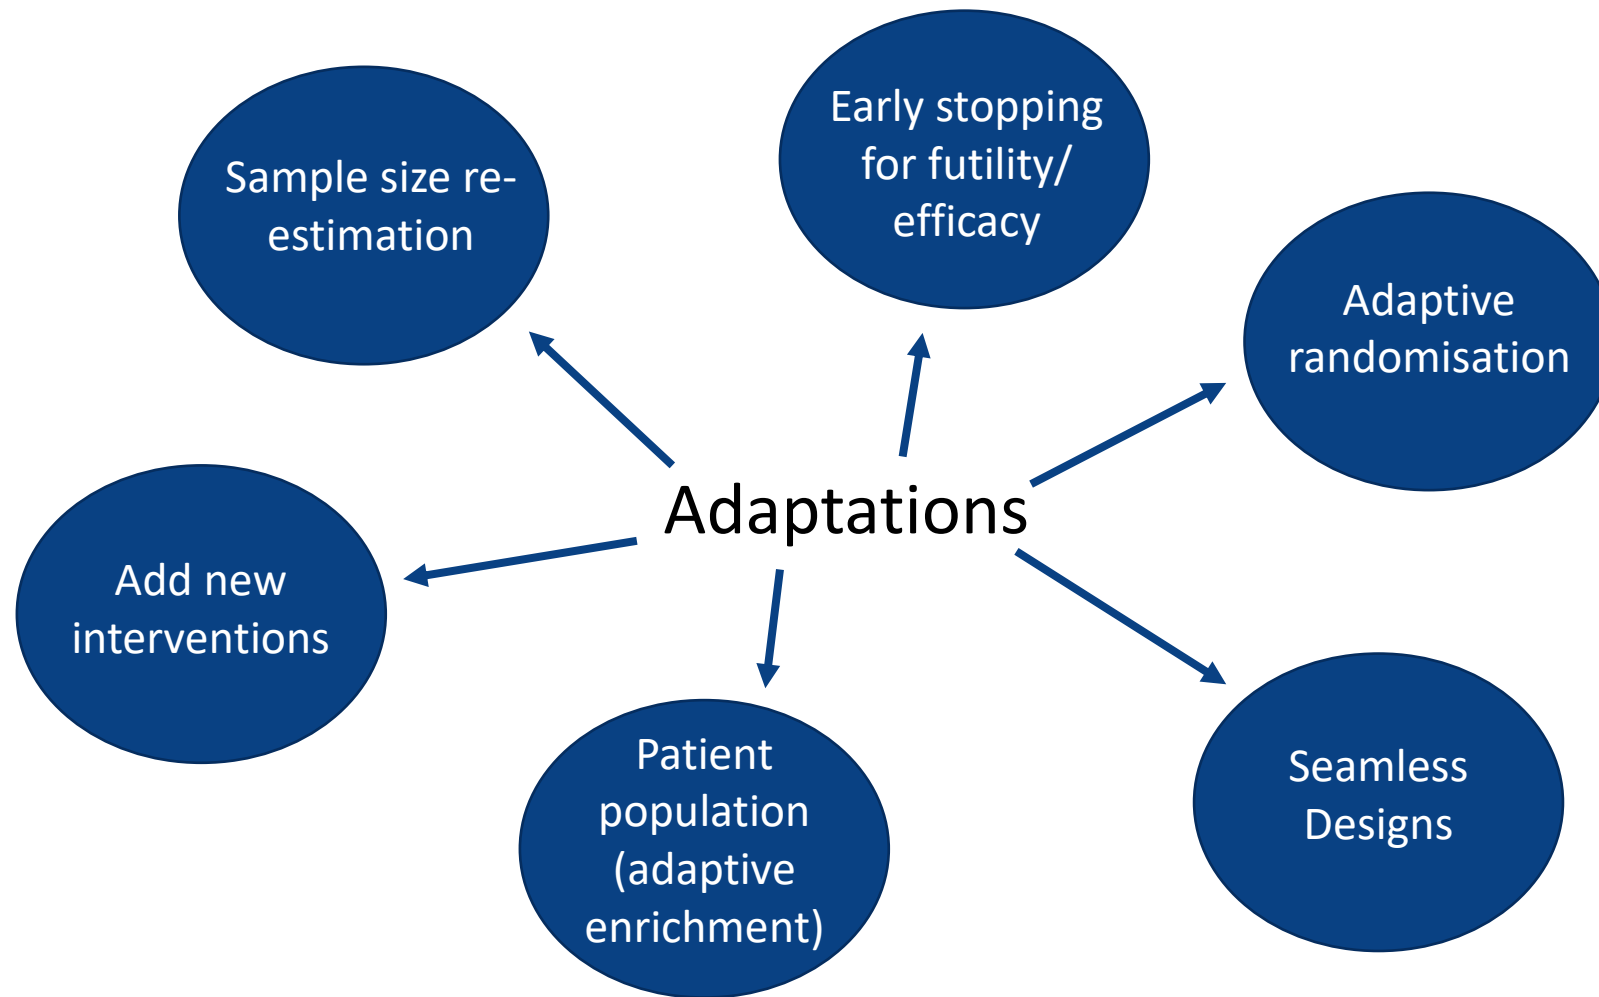 Early stopping
for futility/
efficacy
Sample size re-
estimation
Adaptive
randomisation
Adaptations
Add new
interventions
Patient
population
(adaptive
enrichment)
Seamless
Designs